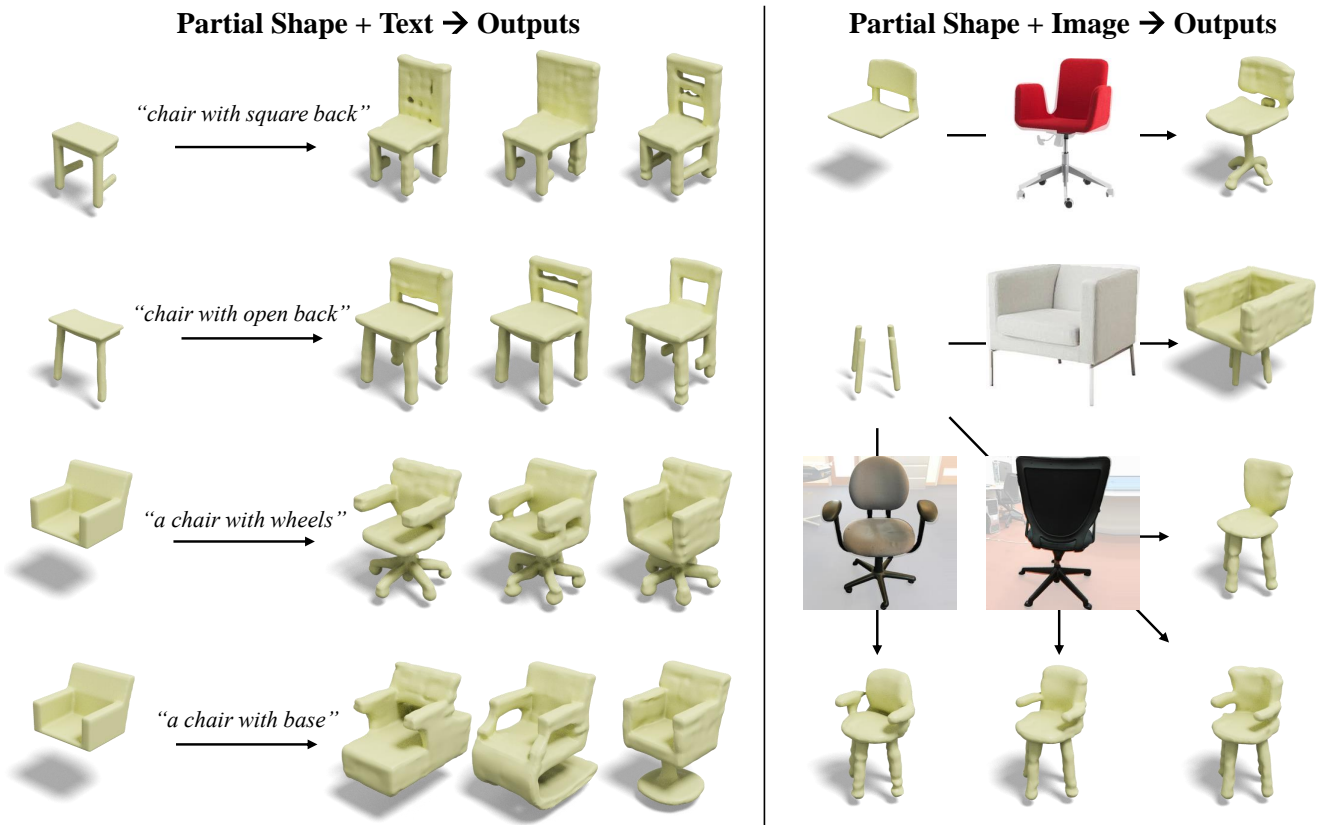 Partial Shape + Text → Outputs
"chair with square back"
"chair with open back"
"a chair with wheels"
"a chair with base"
Partial Shape + Image → Outputs